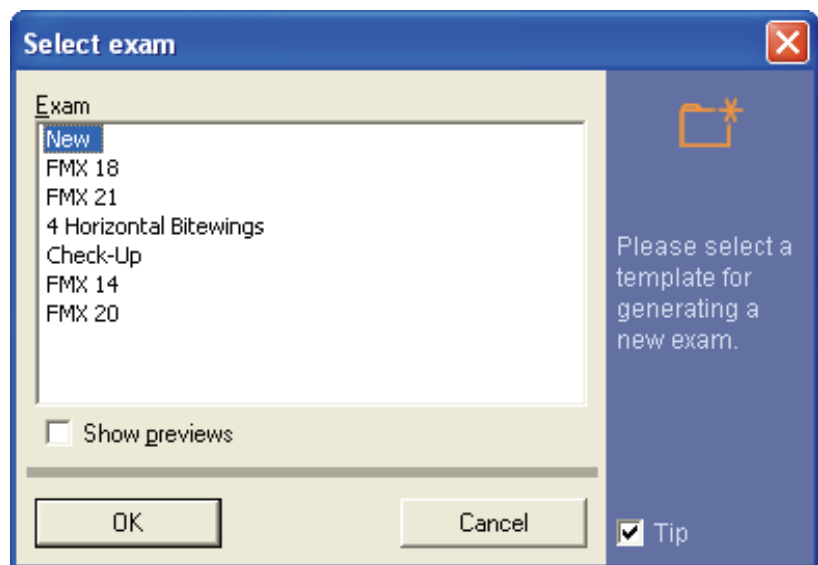 Select exam
Exam
New
FMX 18
FMX 21
4 Horizontal Bitewings
Check-Up
FMX 14
FMX 20
Show previews
OK
Cancel
Please select a
template for
generating a
new exam.
Tip